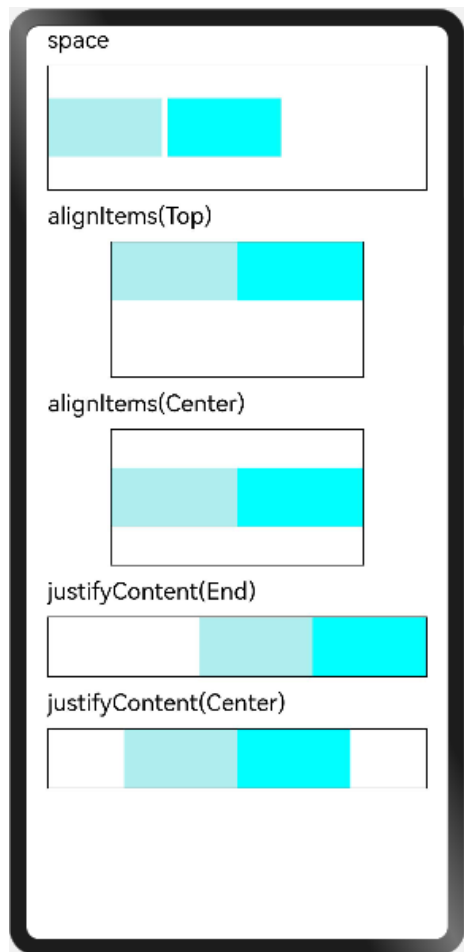 space
alignItems(Top)
alignItems(Center)
justifyContent(End)
justifyContent(Center)